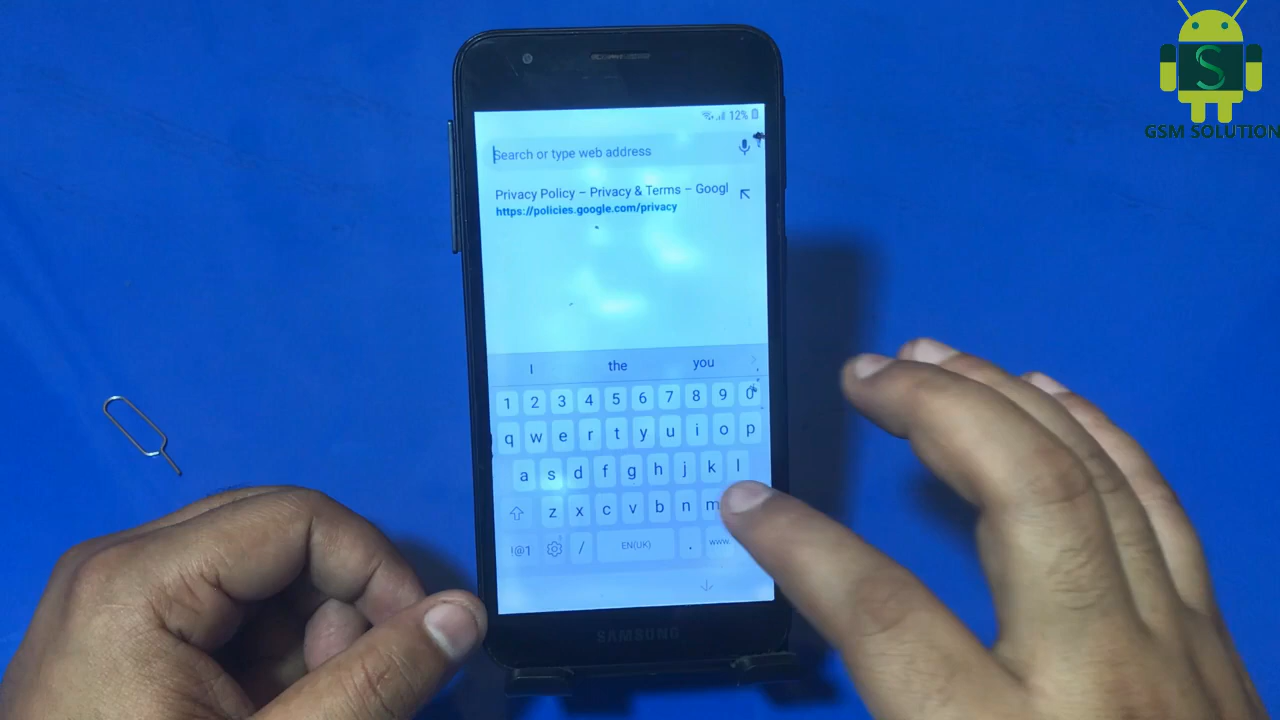 12%
Search or type web address
Privacy Policy – Privacy & Terms – Googl
https://policies.google.com/privacy
I the you
1 2 3 4 5 6 7 8 9 0
q w e r t y u i o p
a s d f g h j k l
z x c v b n m
!@1 / EN(UK) . www.
SAMSUNG
S
GSM SOLUTION